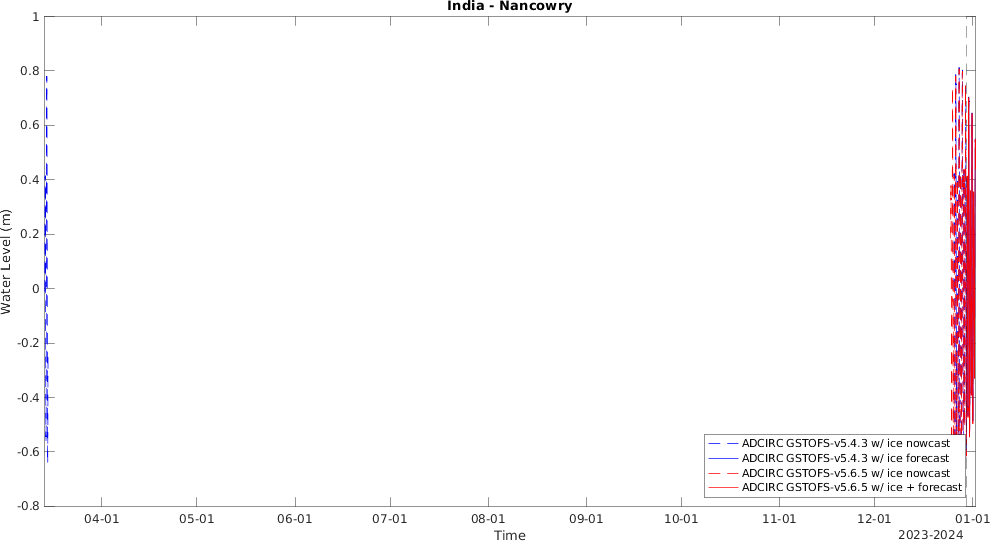 India - Nancowry
1
0.8
0.6
0.4
0.2
0
-0.2
-0.4
-0.6
-0.8
Water Level (m)
ADCIRC GSTOFS-v5.4.3 w/ ice nowcast
ADCIRC GSTOFS-v5.4.3 w/ ice forecast
ADCIRC GSTOFS-v5.6.5 w/ ice nowcast
ADCIRC GSTOFS-v5.6.5 w/ ice + forecast
04-01 05-01 06-01 07-01 08-01 09-01 10-01 11-01 12-01 01-01
Time
2023-2024